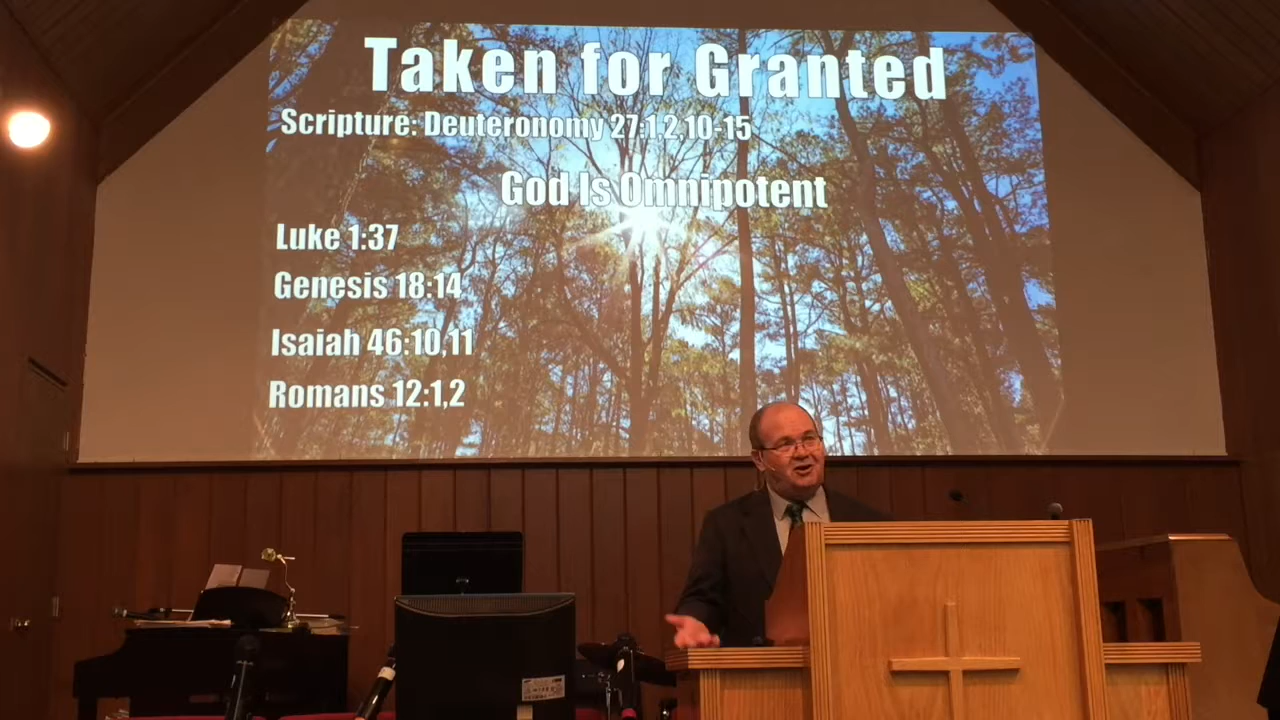 Taken for Granted
Scripture: Deuteronomy 27:1,2,10-15
God Is Omnipotent
Luke 1:37
Genesis 18:14
Isaiah 46:10,11
Romans 12:1,2